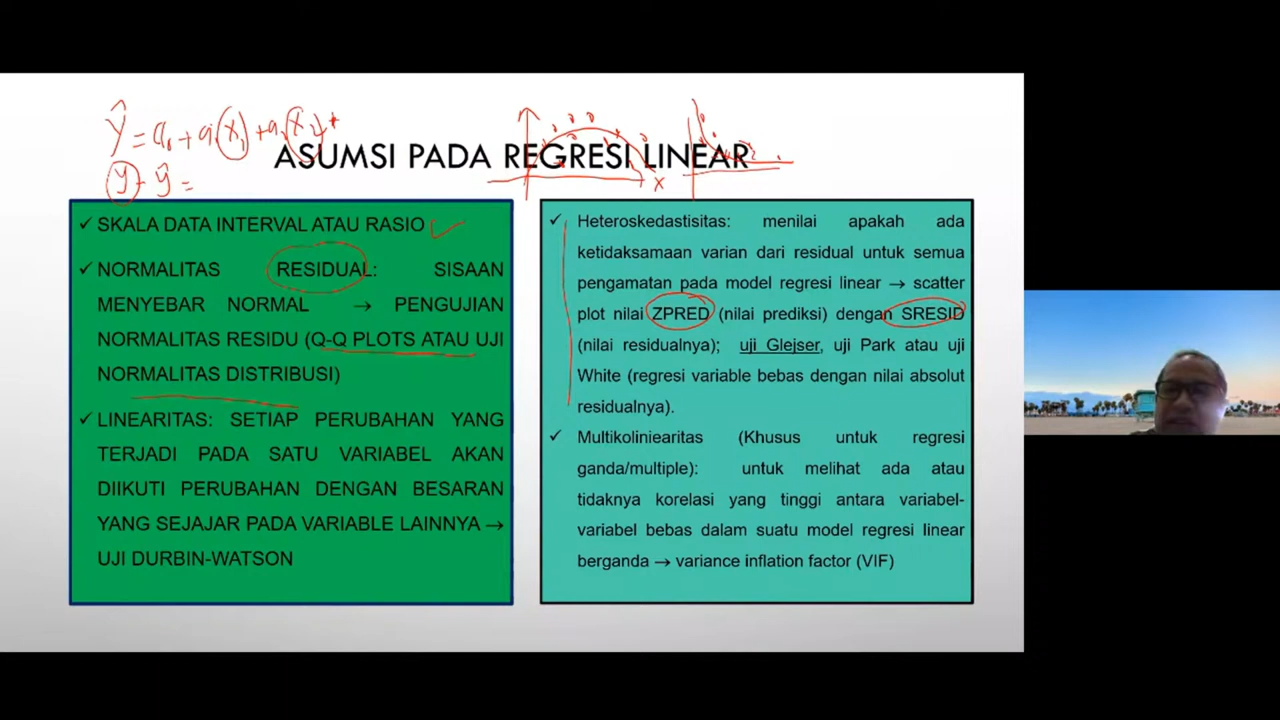 Ŷ = a₀ + a₁ X₁ + a X
ASUMSI PADA REGRESI LINEAR
y - ŷ =
x
✓ SKALA DATA INTERVAL ATAU RASIO
✓ NORMALITAS RESIDUAL: SISAAN
MENYEBAR NORMAL → PENGUJIAN
NORMALITAS RESIDU (Q-Q PLOTS ATAU UJI
NORMALITAS DISTRIBUSI)
✓ LINEARITAS: SETIAP PERUBAHAN YANG
TERJADI PADA SATU VARIABEL AKAN
DIIKUTI PERUBAHAN DENGAN BESARAN
YANG SEJAJAR PADA VARIABLE LAINNYA →
UJI DURBIN-WATSON
✓ Heteroskedastisitas: menilai apakah ada
ketidaksamaan varian dari residual untuk semua
pengamatan pada model regresi linear → scatter
plot nilai ZPRED (nilai prediksi) dengan SRESID
(nilai residualnya); uji Glejser, uji Park atau uji
White (regresi variable bebas dengan nilai absolut
residualnya).
✓ Multikoliniearitas (Khusus untuk regresi
ganda/multiple): untuk melihat ada atau
tidaknya korelasi yang tinggi antara variabel-
variabel bebas dalam suatu model regresi linear
berganda → variance inflation factor (VIF)